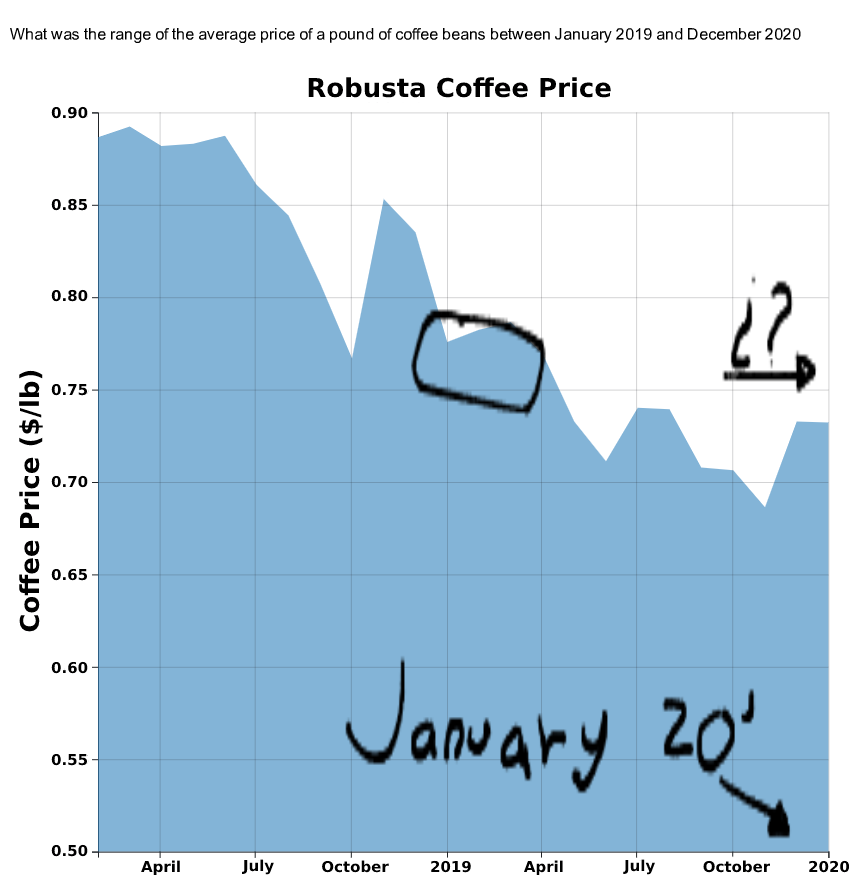 What was the range of the average price of a pound of coffee beans between January 2019 and December 2020
Robusta Coffee Price
0.90
0.85
0.80
¿?
0.75
0.70
0.65
0.60
0.55
0.50
Coffee Price ($/lb)
January 20'
April July October 2019 April July October 2020